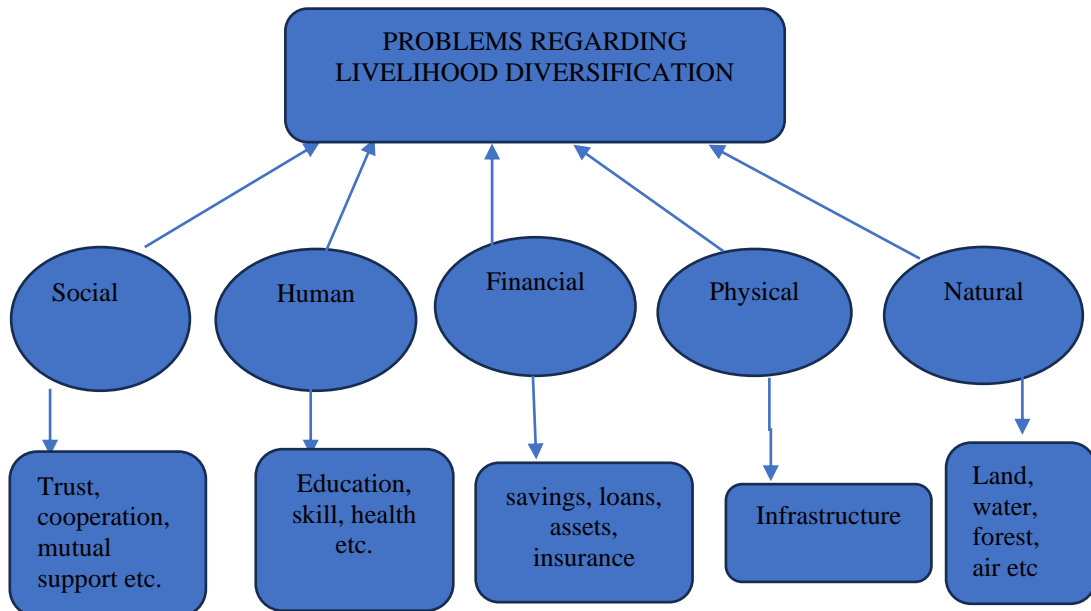 PROBLEMS REGARDING
LIVELIHOOD DIVERSIFICATION
Social
Human
Financial
Physical
Natural
Trust,
cooperation,
mutual
support etc.
Education,
skill, health
etc.
savings, loans,
assets,
insurance
Infrastructure
Land,
water,
forest,
air etc